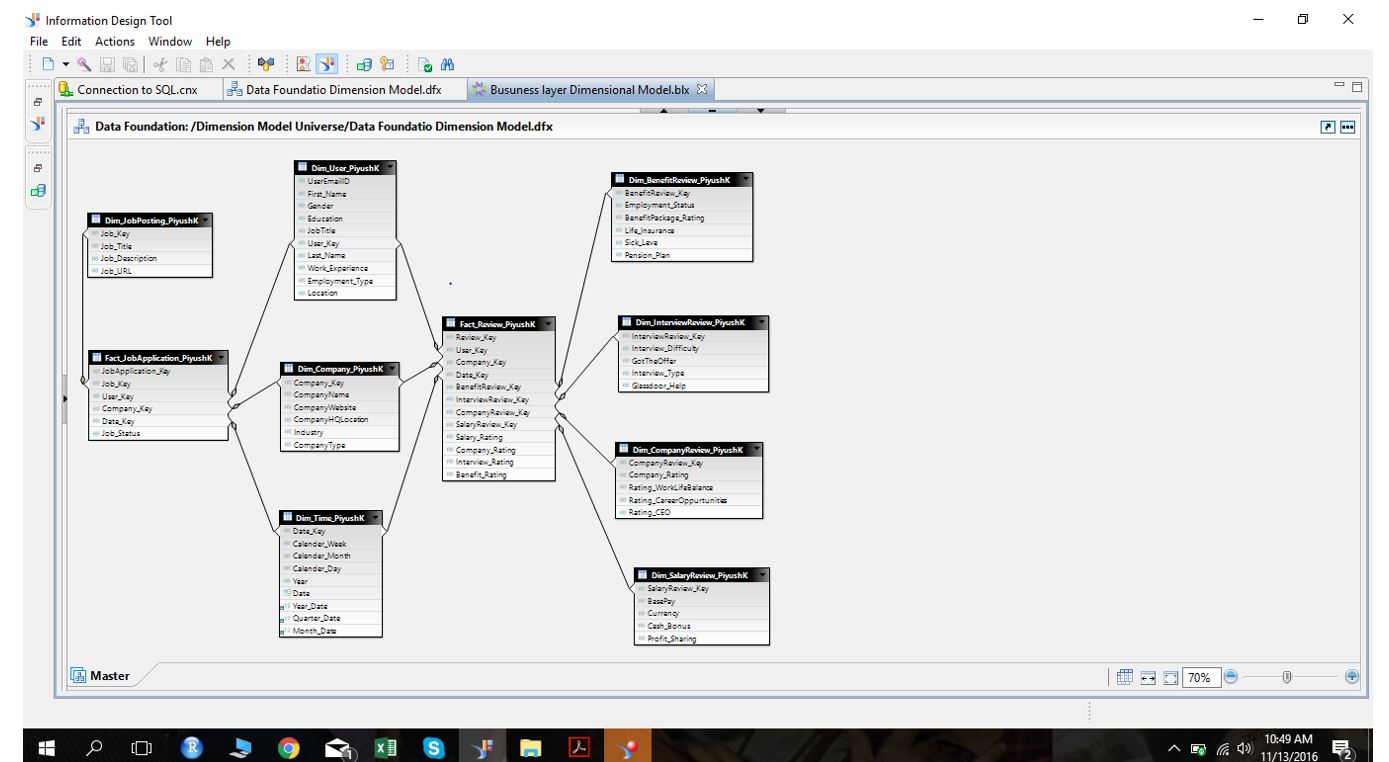 Information Design Tool
File Edit Actions Window Help
Connection to SQL.cnx
Data Foundatio Dimension Model.dfx
Busuness layer Dimensional Model.blx
Data Foundation: /Dimension Model Universe/Data Foundatio Dimension Model.dfx
Dim_JobPosting_PiyushK
Job_Key
Job_Title
Job_Description
Job_URL
Fact_JobApplication_PiyushK
JobApplication_Key
Job_Key
User_Key
Company_Key
Date_Key
Job_Status
Dim_User_PiyushK
UserEmailID
First_Name
Gender
Education
JobTitle
User_Key
Last_Name
Work_Experience
Employment_Type
Location
Dim_Company_PiyushK
Company_Key
CompanyName
CompanyWebsite
CompanyHQLocation
Industry
CompanyType
Dim_Time_PiyushK
Date_Key
Calender_Week
Calender_Month
Calender_Day
Year
Date
Year_Date
Quarter_Date
Month_Date
Fact_Review_PiyushK
Review_Key
User_Key
Company_Key
Date_Key
BenefitReview_Key
InterviewReview_Key
CompanyReview_Key
SalaryReview_Key
Salary_Rating
Company_Rating
Interview_Rating
Benefit_Rating
Dim_BenefitReview_PiyushK
BenefitReview_Key
Employment_Status
BenefitPackage_Rating
Life_Insurance
Sick_Leve
Pension_Plan
Dim_InterviewReview_PiyushK
InterviewReview_Key
Interview_Difficulty
GotTheOffer
Interview_Type
Glassdoor_Help
Dim_CompanyReview_PiyushK
CompanyReview_Key
Company_Rating
Rating_WorkLifeBalance
Rating_CareerOppurtunities
Rating_CEO
Dim_SalaryReview_PiyushK
SalaryReview_Key
BasePay
Currency
Cash_Bonus
Profit_Sharing
Master
70%
10:49 AM
11/13/2016